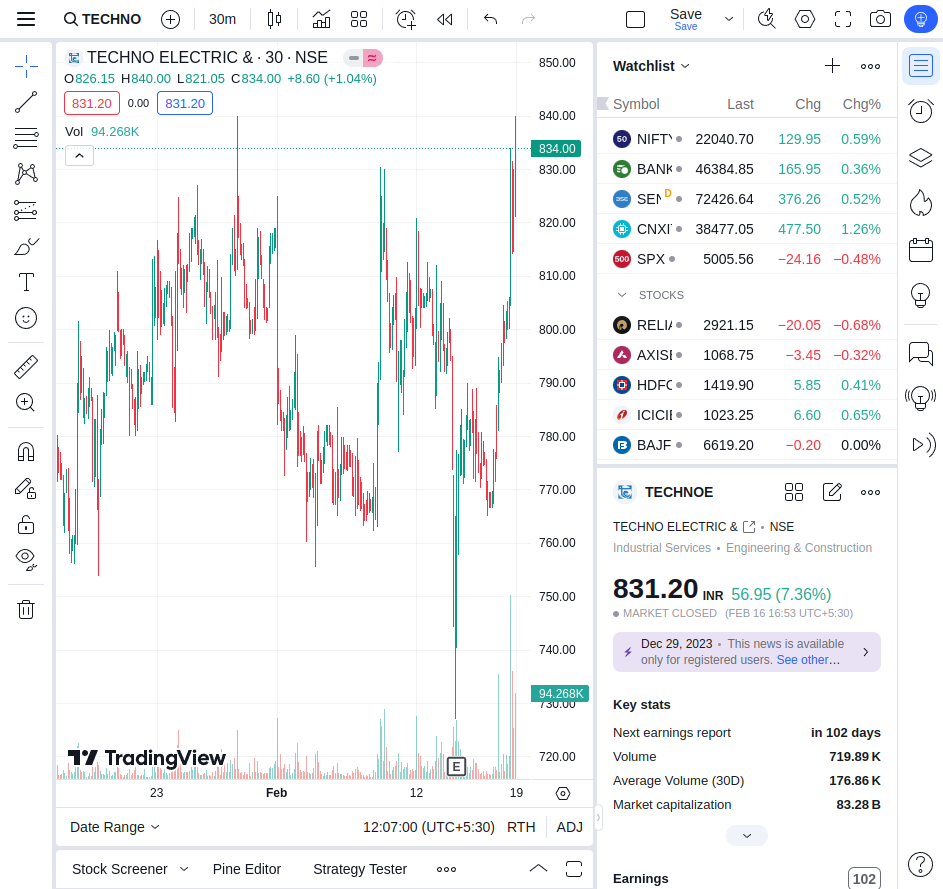 TECHNO
30m
Save
Save
TECHNO ELECTRIC & · 30 · NSE
O826.15 H840.00 L821.05 C834.00 +8.60 (+1.04%)
831.20 0.00 831.20
Vol 94.268K
850.00
840.00
834.00
830.00
820.00
810.00
800.00
790.00
780.00
770.00
760.00
750.00
740.00
94.268K
730.00
720.00
TradingView
E
23 Feb 12 19
Date Range
12:07:00 (UTC+5:30) RTH ADJ
Stock Screener Pine Editor Strategy Tester
Watchlist
Symbol Last Chg Chg%
50 NIFTY 22040.70 129.95 0.59%
BANK 46384.85 165.95 0.36%
SEN D 72426.64 376.26 0.52%
CNXIT 38477.05 477.50 1.26%
500 SPX 5005.56 −24.16 −0.48%
STOCKS
RELIA 2921.15 −20.05 −0.68%
AXISB 1068.75 −3.45 −0.32%
HDFC 1419.90 5.85 0.41%
ICICIB 1023.25 6.60 0.65%
BAJF 6619.20 −0.20 0.00%
TECHNOE
TECHNO ELECTRIC & • NSE
Industrial Services • Engineering & Construction
831.20 INR 56.95 (7.36%)
MARKET CLOSED (FEB 16 16:53 UTC+5:30)
Dec 29, 2023 • This news is available
only for registered users. See other…
Key stats
Next earnings report in 102 days
Volume 719.89 K
Average Volume (30D) 176.86 K
Market capitalization 83.28 B
Earnings 102